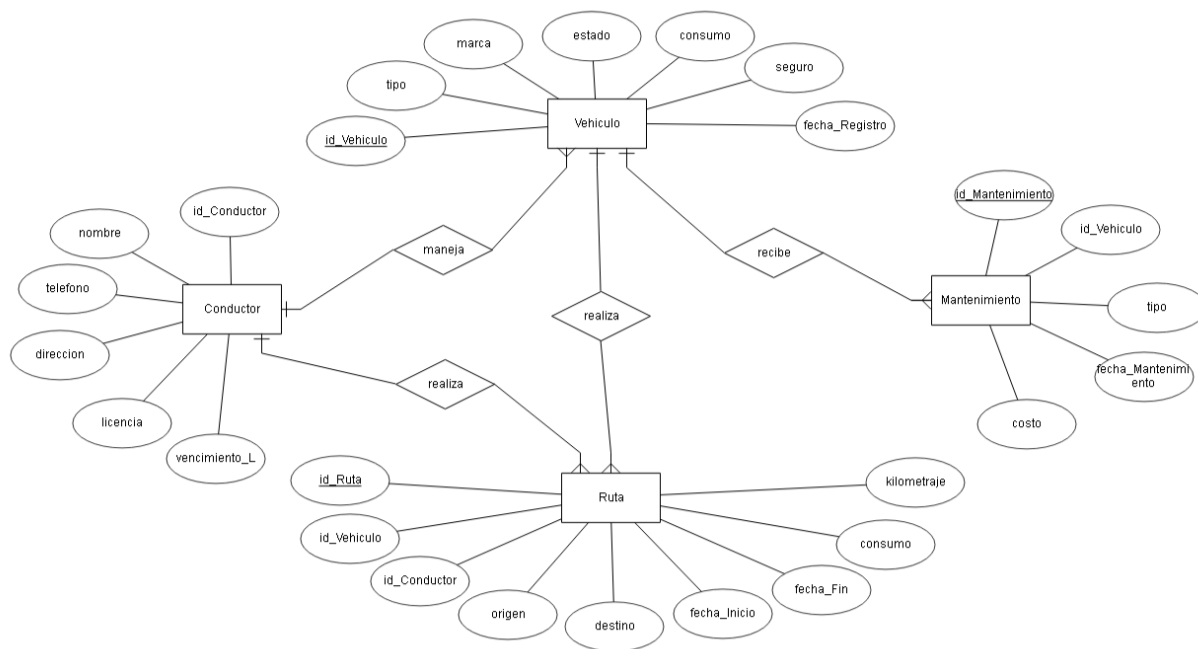 estado
consumo
marca
seguro
tipo
Vehiculo
fecha_Registro
id_Vehiculo
id_Mantenimiento
id_Conductor
nombre
id_Vehiculo
maneja
recibe
telefono
Conductor
Mantenimiento
tipo
realiza
direccion
fecha_Mantenimi
ento
realiza
licencia
costo
vencimiento_L
id_Ruta
kilometraje
Ruta
id_Vehiculo
consumo
id_Conductor
fecha_Fin
origen
fecha_Inicio
destino